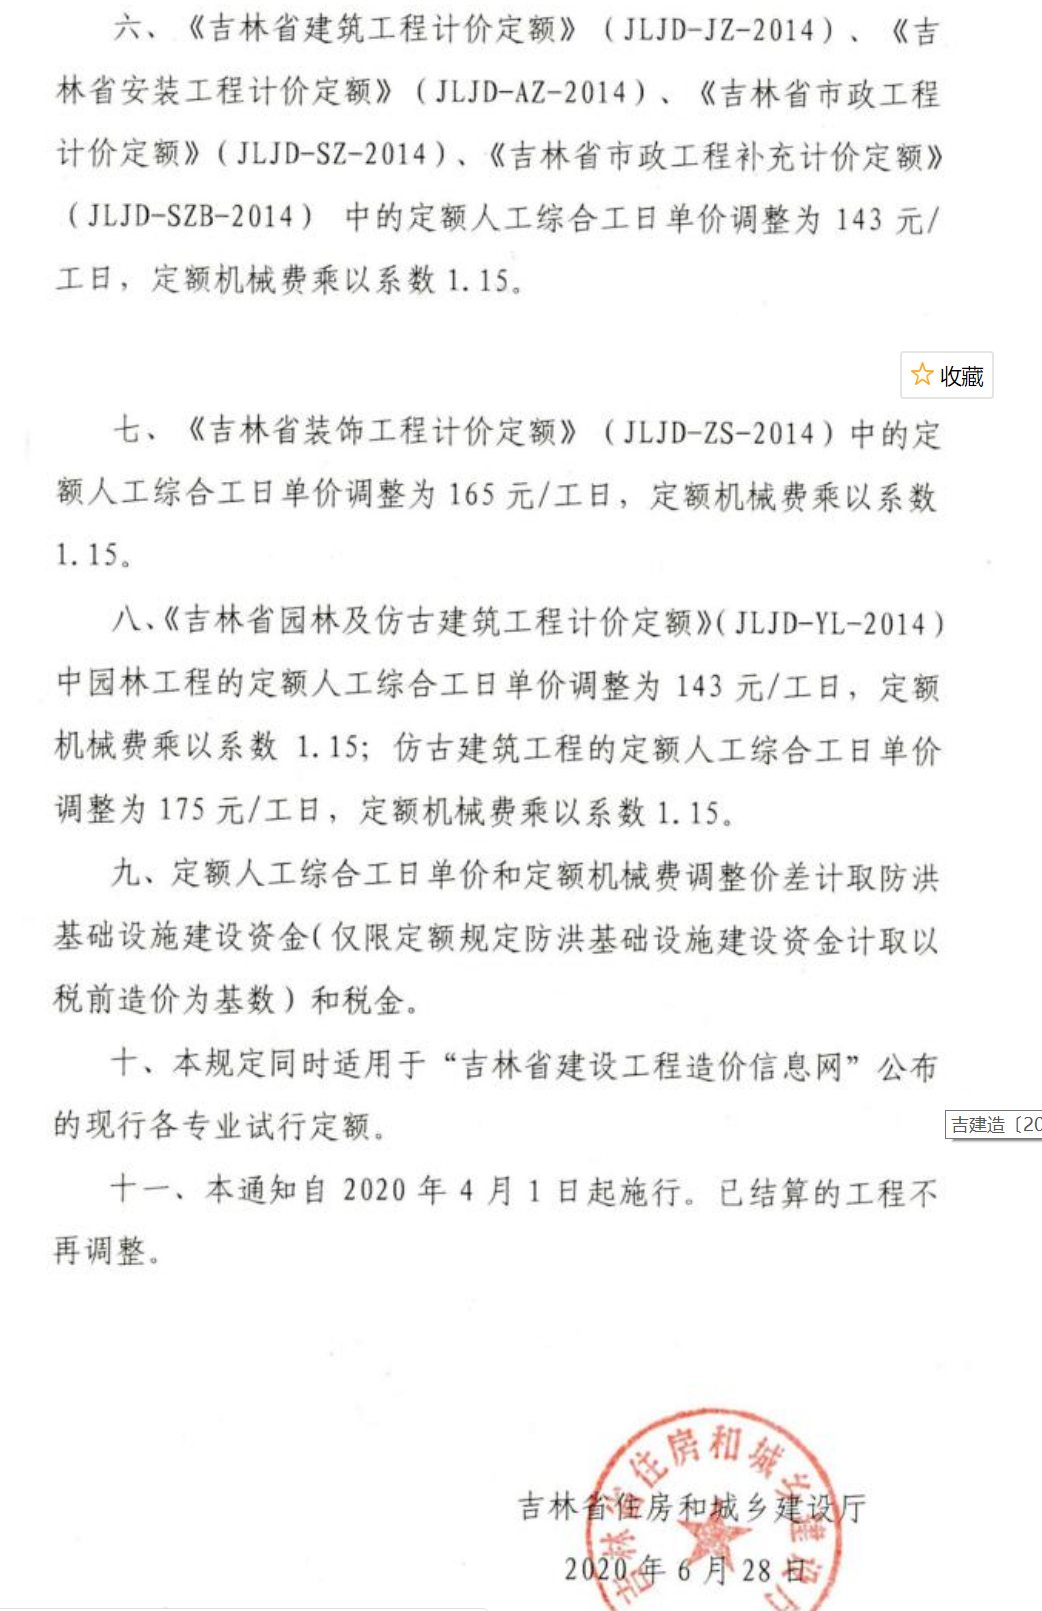 六、《吉林省建筑工程计价定额》（JLJD-JZ-2014）、《吉
林省安装工程计价定额》（JLJD-AZ-2014）、《吉林省市政工程
计价定额》（JLJD-SZ-2014）、《吉林省市政工程补充计价定额》
（JLJD-SZB-2014） 中的定额人工综合工日单价调整为 143 元/
工日，定额机械费乘以系数 1.15。
收藏
七、《吉林省装饰工程计价定额》（JLJD-ZS-2014）中的定
额人工综合工日单价调整为 165 元/工日，定额机械费乘以系数
1.15。
八、《吉林省园林及仿古建筑工程计价定额》（JLJD-YL-2014）
中园林工程的定额人工综合工日单价调整为 143 元/工日，定额
机械费乘以系数 1.15；仿古建筑工程的定额人工综合工日单价
调整为 175 元/工日，定额机械费乘以系数 1.15。
九、定额人工综合工日单价和定额机械费调整价差计取防洪
基础设施建设资金（仅限定额规定防洪基础设施建设资金计取以
税前造价为基数）和税金。
十、本规定同时适用于“吉林省建设工程造价信息网”公布
的现行各专业试行定额。
吉建造〔20
十一、本通知自 2020 年 4 月 1 日起施行。已结算的工程不
再调整。
吉林省住房和城乡建设厅
2020 年 6 月 28 日
吉林省住房和城乡建设